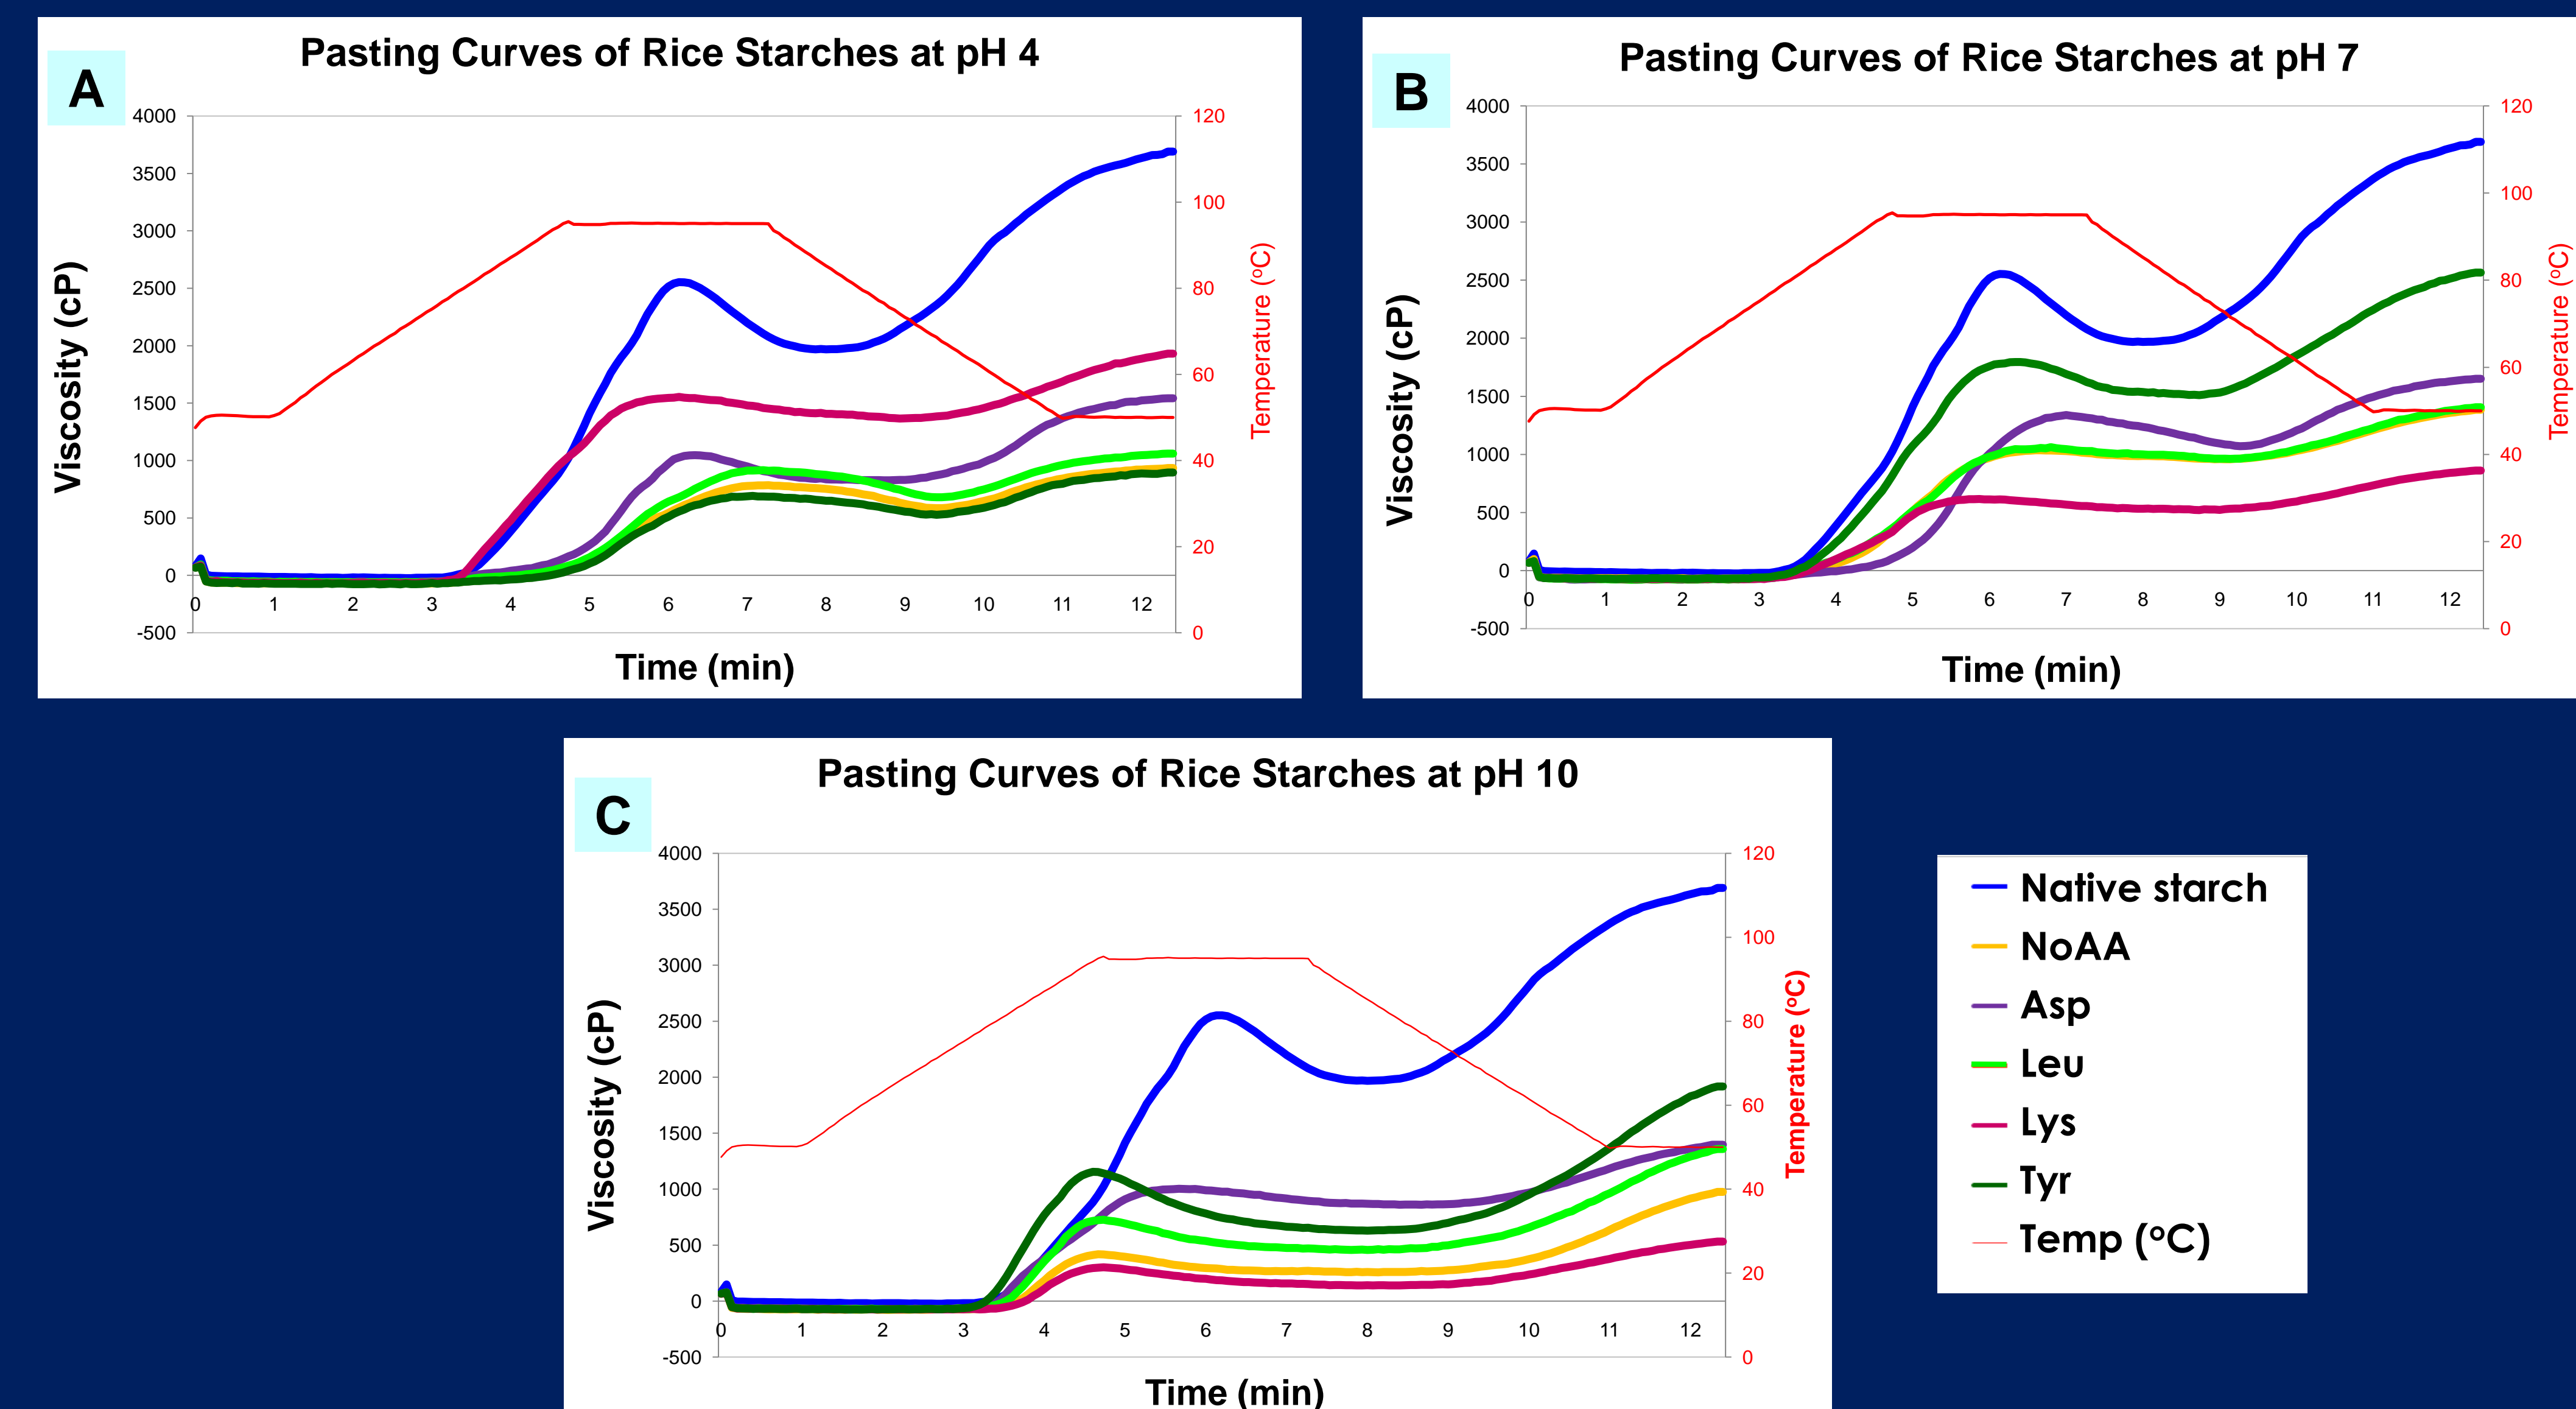 A
Pasting Curves of Rice Starches at pH 4
4000
3500
3000
2500
2000
1500
1000
500
0
-500
Viscosity (cP)
0 1 2 3 4 5 6 7 8 9 10 11 12
Time (min)
120
100
80
60
40
20
0
Temperature (ºC)
B
Pasting Curves of Rice Starches at pH 7
4000
3500
3000
2500
2000
1500
1000
500
0
-500
Viscosity (cP)
0 1 2 3 4 5 6 7 8 9 10 11 12
Time (min)
120
100
80
60
40
20
0
Temperature (ºC)
C
Pasting Curves of Rice Starches at pH 10
4000
3500
3000
2500
2000
1500
1000
500
0
-500
Viscosity (cP)
0 1 2 3 4 5 6 7 8 9 10 11 12
Time (min)
120
100
80
60
40
20
0
Temperature (ºC)
Native starch
NoAA
Asp
Leu
Lys
Tyr
Temp (ºC)